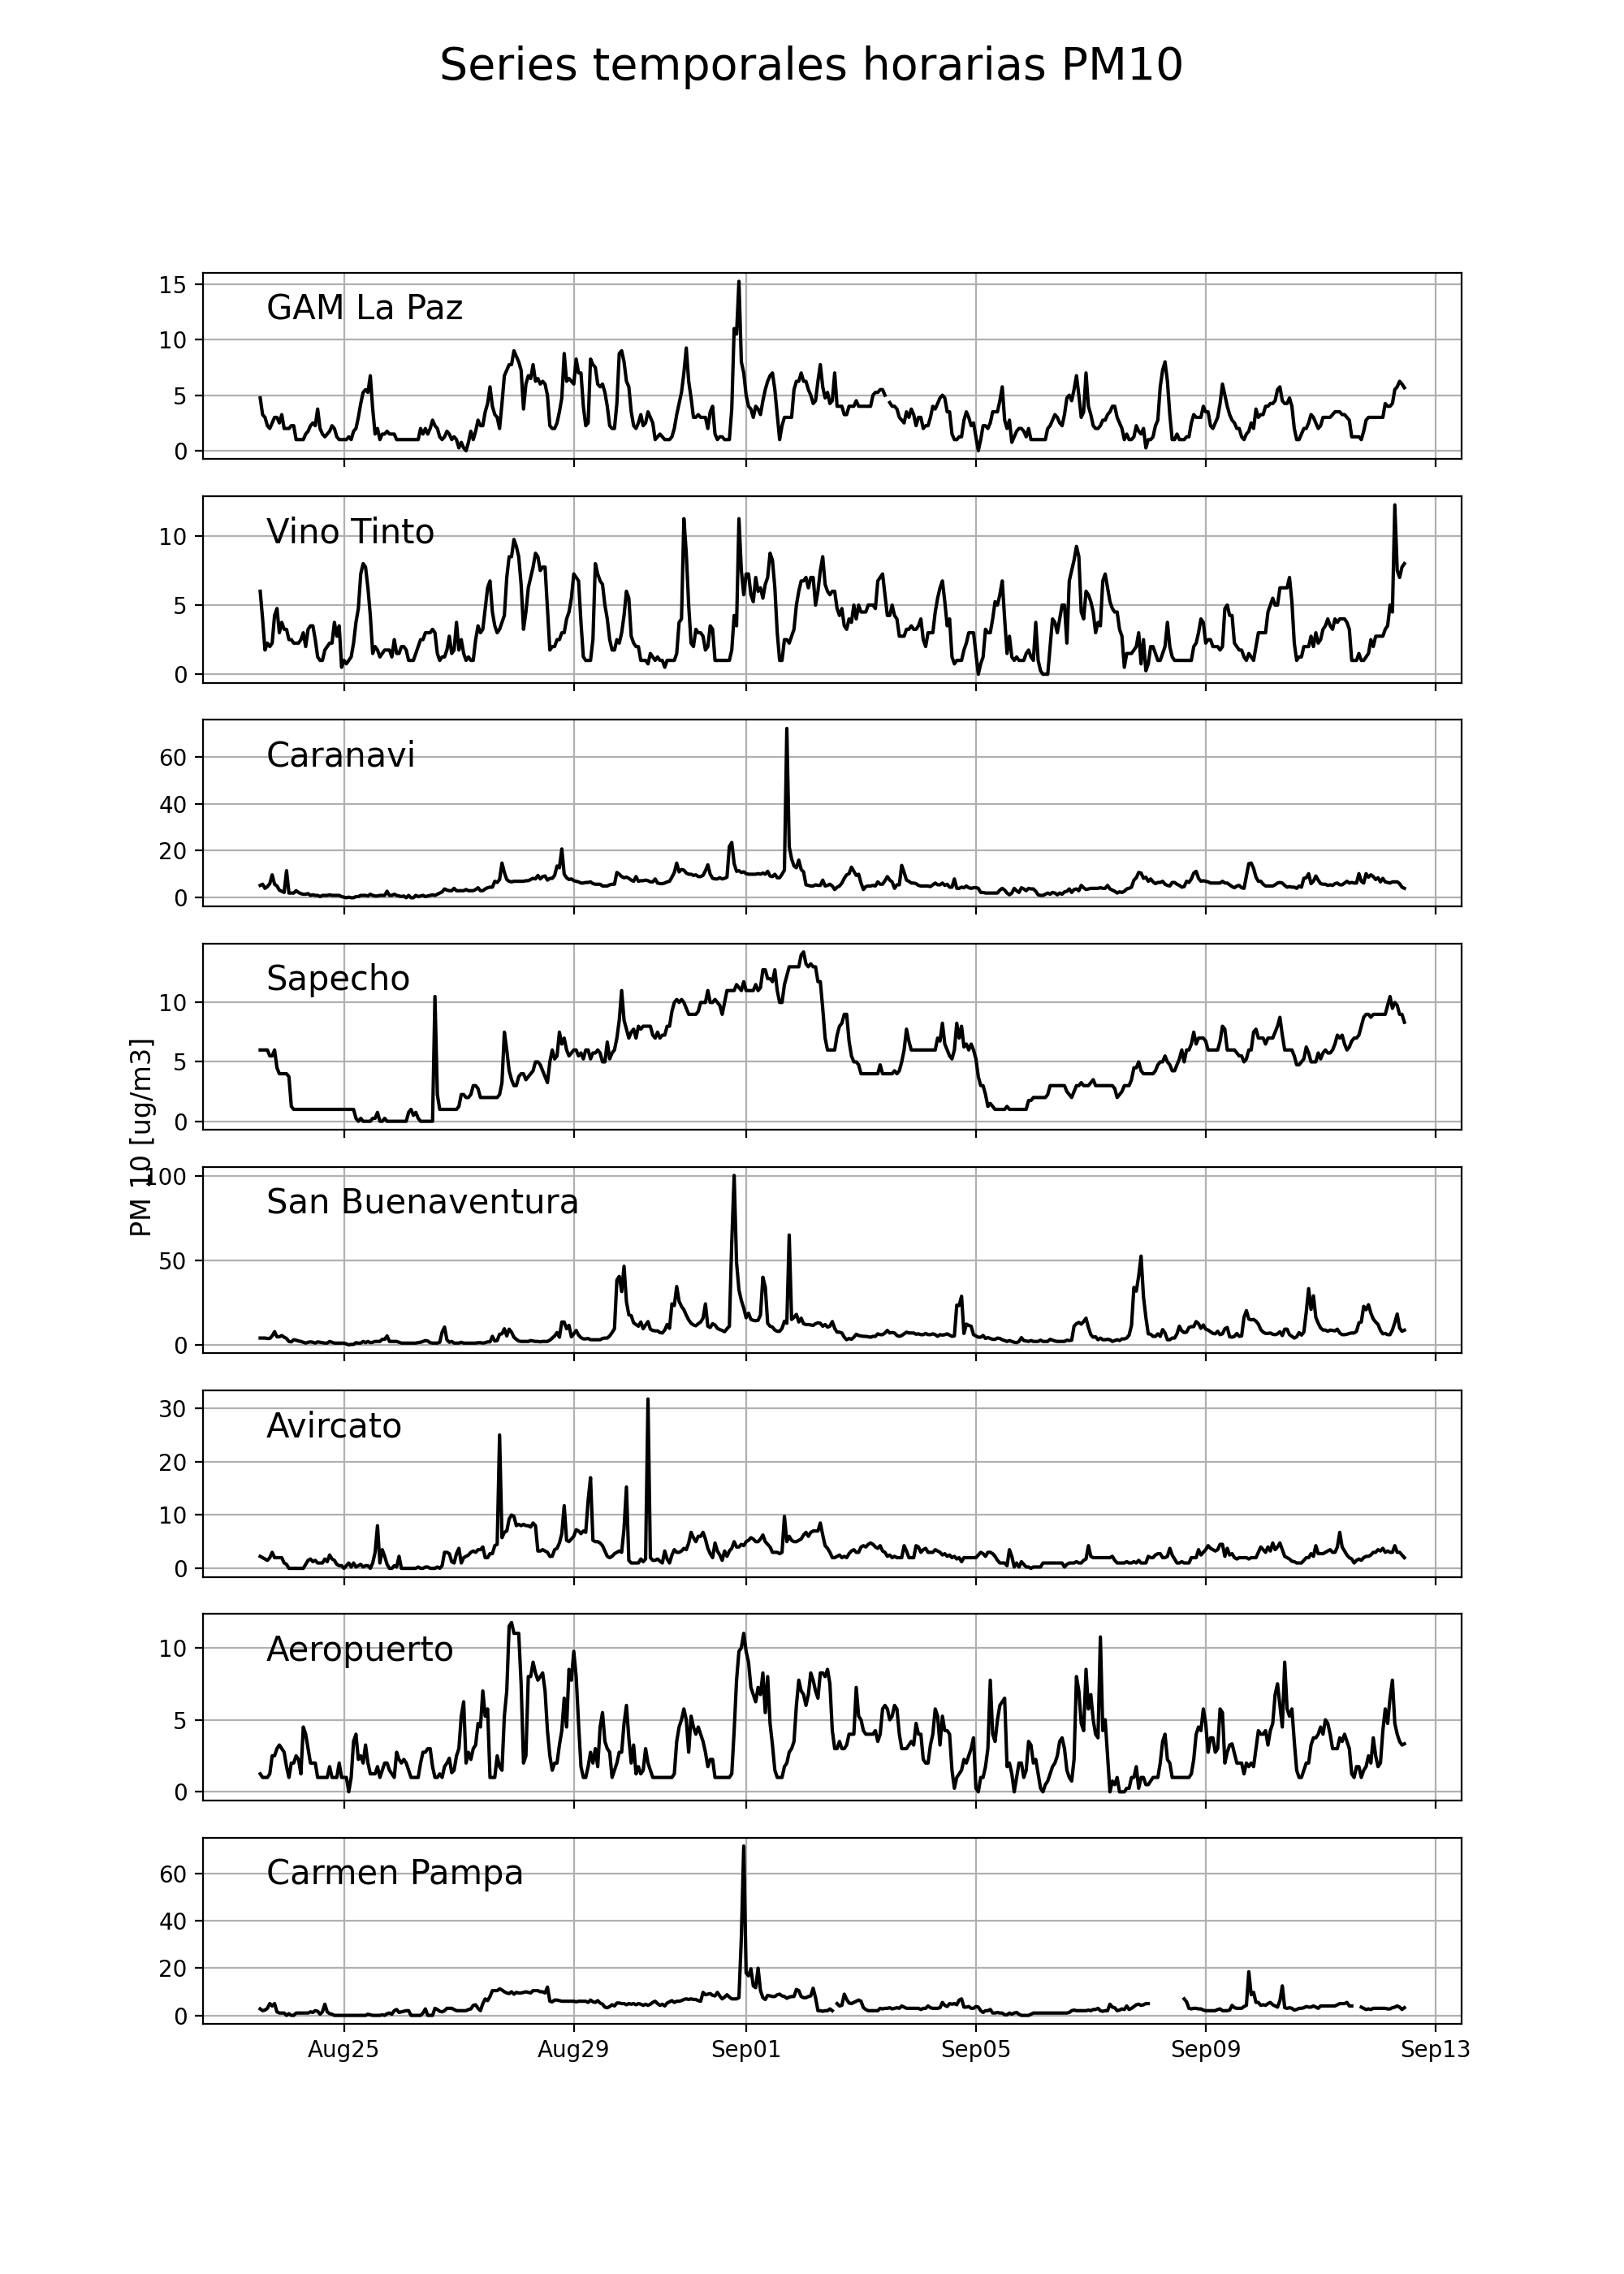 Series temporales horarias PM10
15
GAM La Paz
10
5
0
Vino Tinto
10
5
0
Caranavi
60
40
20
0
Sapecho
10
5
0
PM 10 [ug/m3]
100
San Buenaventura
50
0
30
Avircato
20
10
0
Aeropuerto
10
5
0
Carmen Pampa
60
40
20
0
Aug25 Aug29 Sep01 Sep05 Sep09 Sep13